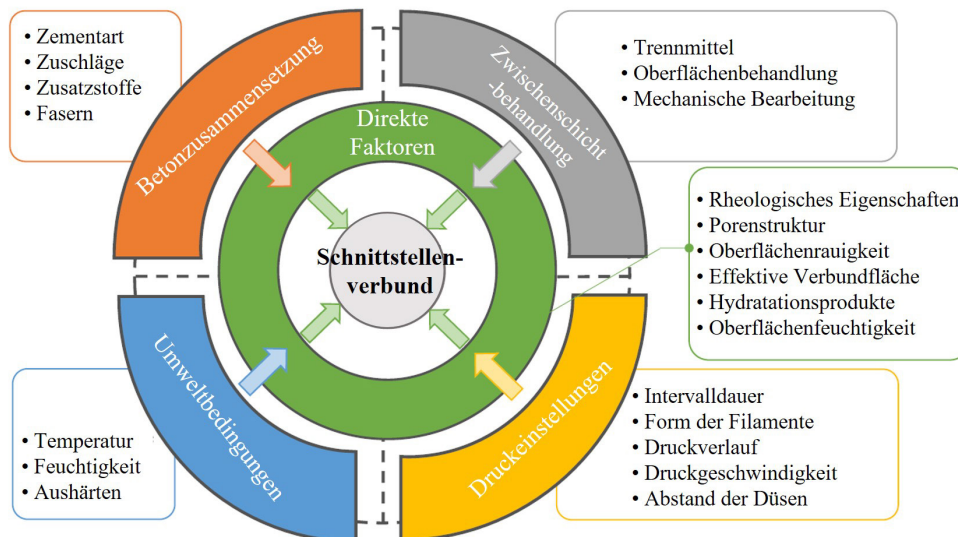 • Zementart
• Zuschläge
• Zusatzstoffe
• Fasern
Betonzusammensetzung
Zwischenschicht
-behandlung
• Trennmittel
• Oberflächenbehandlung
• Mechanische Bearbeitung
Direkte
Faktoren
Schnittstellen-
verbund
• Rheologisches Eigenschaften
• Porenstruktur
• Oberflächenrauigkeit
• Effektive Verbundfläche
• Hydratationsprodukte
• Oberflächenfeuchtigkeit
Umweltbedingungen
• Temperatur
• Feuchtigkeit
• Aushärten
Druckeinstellungen
• Intervalldauer
• Form der Filamente
• Druckverlauf
• Druckgeschwindigkeit
• Abstand der Düsen